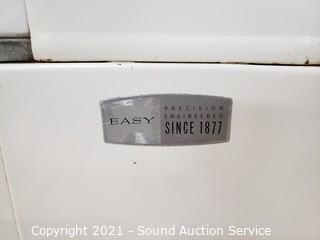 EASY
PRECISION
ENGINEERED
SINCE 1877
Copyright 2021 - Sound Auction Service